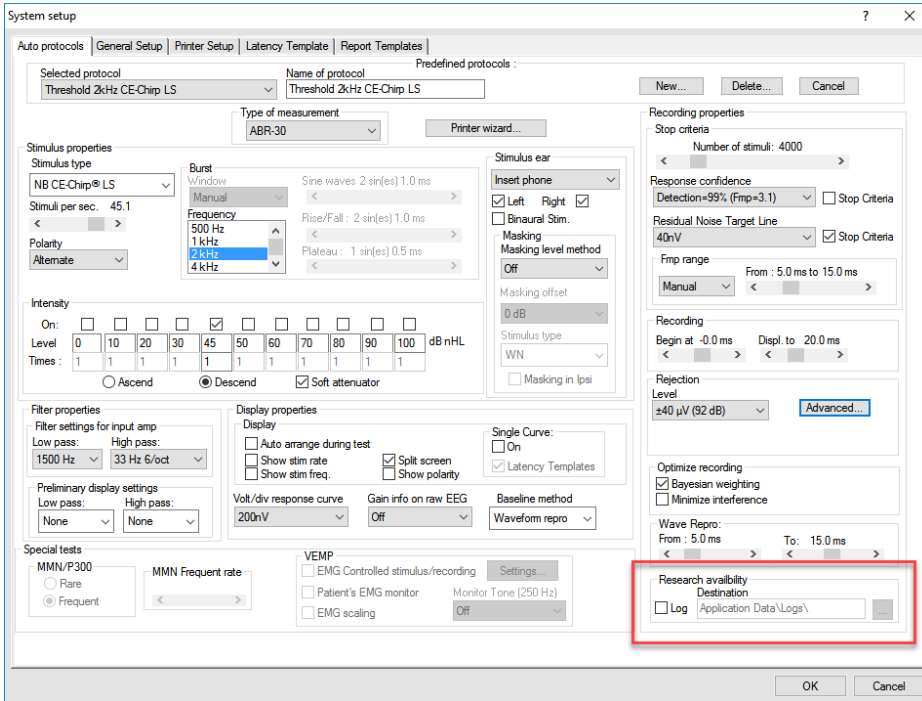 System setup
? ×
Auto protocols General Setup Printer Setup Latency Template Report Templates
Predefined protocols :
Selected protocol
Threshold 2kHz CE-Chirp LS
Name of protocol
Threshold 2kHz CE-Chirp LS
New... Delete... Cancel
Type of measurement
ABR-30
Printer wizard...
Stimulus properties
Stimulus type
NB CE-Chirp® LS
Stimuli per sec. 45.1
Polarity
Alternate
Burst
Window
Manual
Frequency
500 Hz
1 kHz
2 kHz
4 kHz
Sine waves 2 sin(es) 1.0 ms
Rise/Fall : 2 sin(es) 1.0 ms
Plateau : 1 sin(es) 0.5 ms
Stimulus ear
Insert phone
Left Right
Binaural Stim.
Masking
Masking level method
Off
Masking offset
0 dB
Stimulus type
WN
Masking in Ipsi
Intensity
On:
Level 0 10 20 30 45 50 60 70 80 90 100 dB nHL
Times : 1 1 1 1 1 1 1 1 1 1 1
Ascend Descend Soft attenuator
Filter properties
Filter settings for input amp
Low pass: High pass:
1500 Hz 33 Hz 6/oct
Preliminary display settings
Low pass: High pass:
None None
Display properties
Display
Auto arrange during test
Show stim rate Split screen
Show stim freq. Show polarity
Single Curve:
On
Latency Templates
Volt/div response curve Gain info on raw EEG Baseline method
200nV Off Waveform repro
Special tests
MMN/P300
Rare
Frequent
MMN Frequent rate
VEMP
EMG Controlled stimulus/recording Settings...
Patient's EMG monitor Monitor Tone (250 Hz)
EMG scaling Off
Recording properties
Stop criteria
Number of stimuli: 4000
Response confidence
Detection=99% (Fmp=3.1) Stop Criteria
Residual Noise Target Line
40nV Stop Criteria
Fmp range
From : 5.0 ms to 15.0 ms
Manual
Recording
Begin at -0.0 ms Displ. to 20.0 ms
Rejection
Level
±40 µV (92 dB) Advanced...
Optimize recording
Bayesian weighting
Minimize interference
Wave Repro:
From : 5.0 ms To: 15.0 ms
Research availbility
Destination
Log Application Data\Logs\ ...
OK Cancel